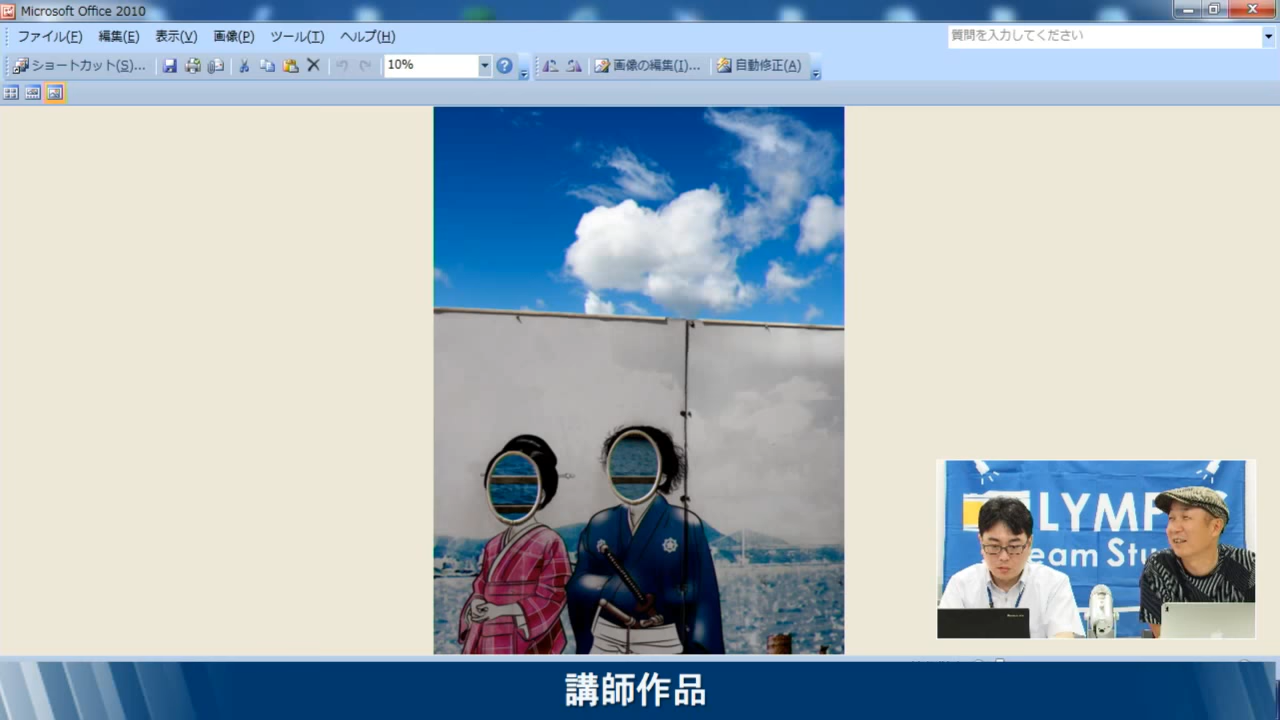 Microsoft Office 2010
ファイル(F) 編集(E) 表示(V) 画像(P) ツール(T) ヘルプ(H)
質問を入力してください
ショートカット(S)... 10% 画像の編集(I)... 自動修正(A)
LYMP
eam Stu
講師作品